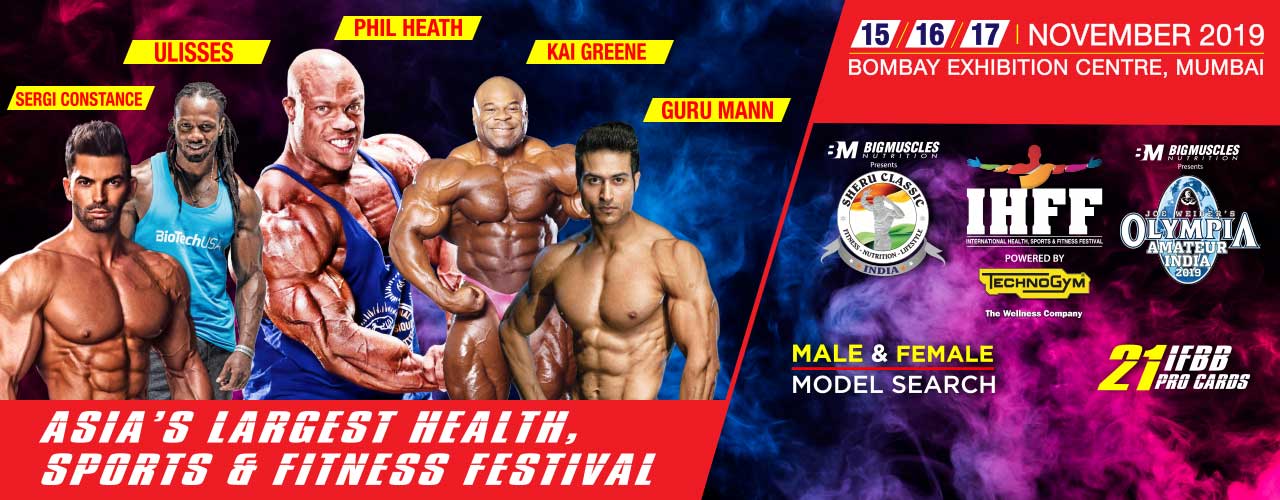 SERGI CONSTANCE
ULISSES
PHIL HEATH
KAI GREENE
GURU MANN
BioTechUSA
ASIA'S LARGEST HEALTH,
SPORTS & FITNESS FESTIVAL
15//16//17 | NOVEMBER 2019
BOMBAY EXHIBITION CENTRE, MUMBAI
BM BIGMUSCLES
NUTRITION
Presents
SHERU CLASSIC
FITNESS - NUTRITION - LIFESTYLE
INDIA
IHFF
INTERNATIONAL HEALTH, SPORTS & FITNESS FESTIVAL
POWERED BY
TECHNOGYM
The Wellness Company
BM BIGMUSCLES
NUTRITION
Presents
JOE WEIDER'S
OLYMPIA
AMATEUR
INDIA
2019
MALE & FEMALE
MODEL SEARCH
21 IFBB
PRO CARDS